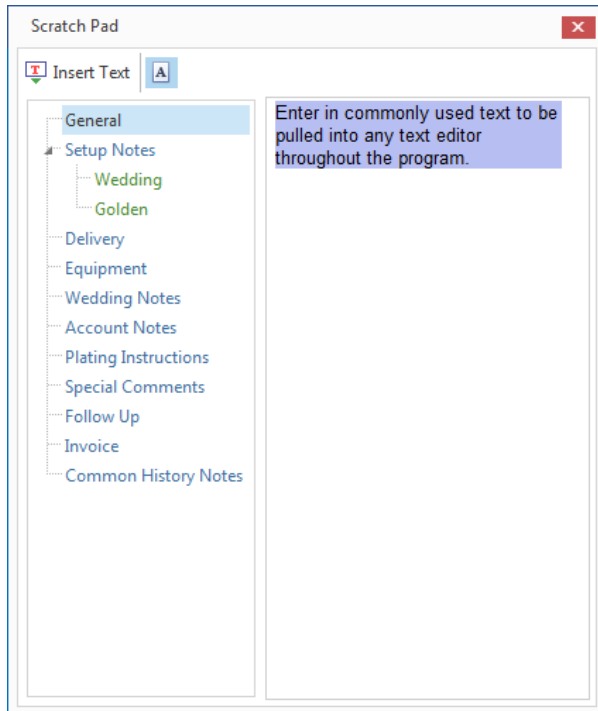 Scratch Pad
T Insert Text A
General
Setup Notes
Wedding
Golden
Delivery
Equipment
Wedding Notes
Account Notes
Plating Instructions
Special Comments
Follow Up
Invoice
Common History Notes
Enter in commonly used text to be
pulled into any text editor
throughout the program.